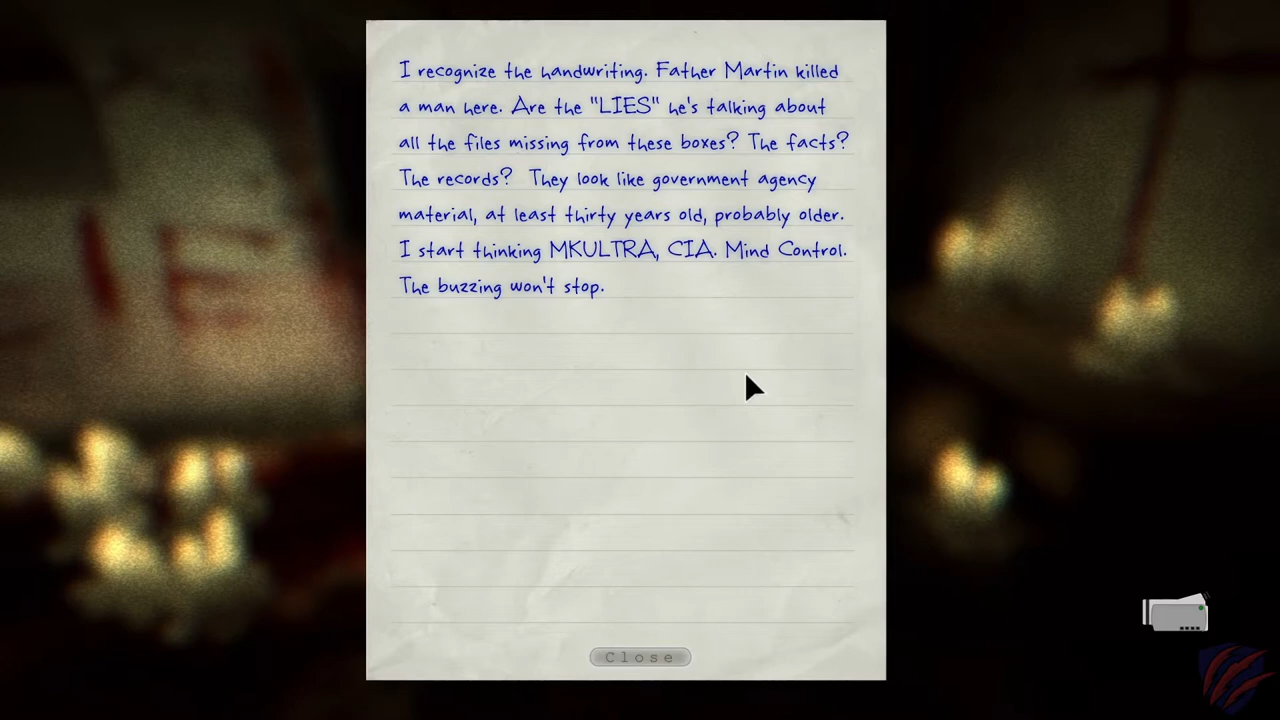 I recognize the handwriting. Father Martin killed
a man here. Are the "LIES" he's talking about
all the files missing from these boxes? The facts?
The records? They look like government agency
material, at least thirty years old, probably older.
I start thinking MKULTRA, CIA. Mind Control.
The buzzing won't stop.
Close